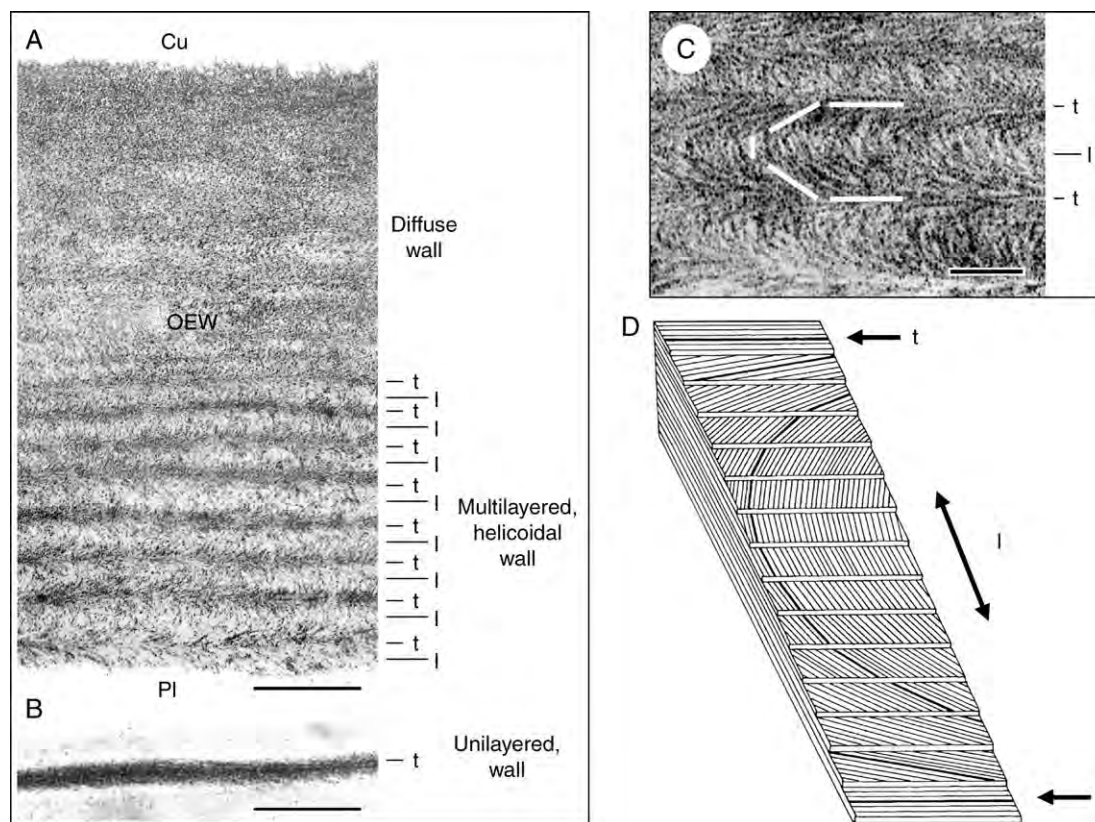 A
Cu
Diffuse
wall
OEW
t
l
t
l
t
l
t
l
Multilayered,
helicoidal
wall
t
l
t
l
t
l
t
l
Pl
B
t
Unilayered,
wall
C
t
l
t
D
t
l